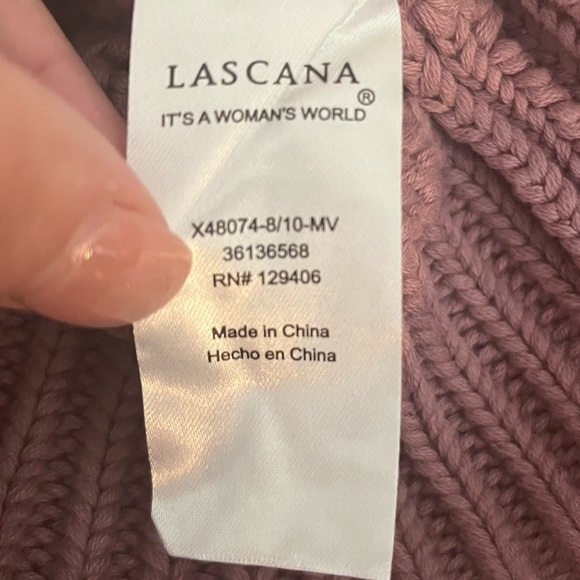 LASCANA
®
IT'S A WOMAN'S WORLD
X48074-8/10-MV
36136568
RN# 129406
Made in China
Hecho en China